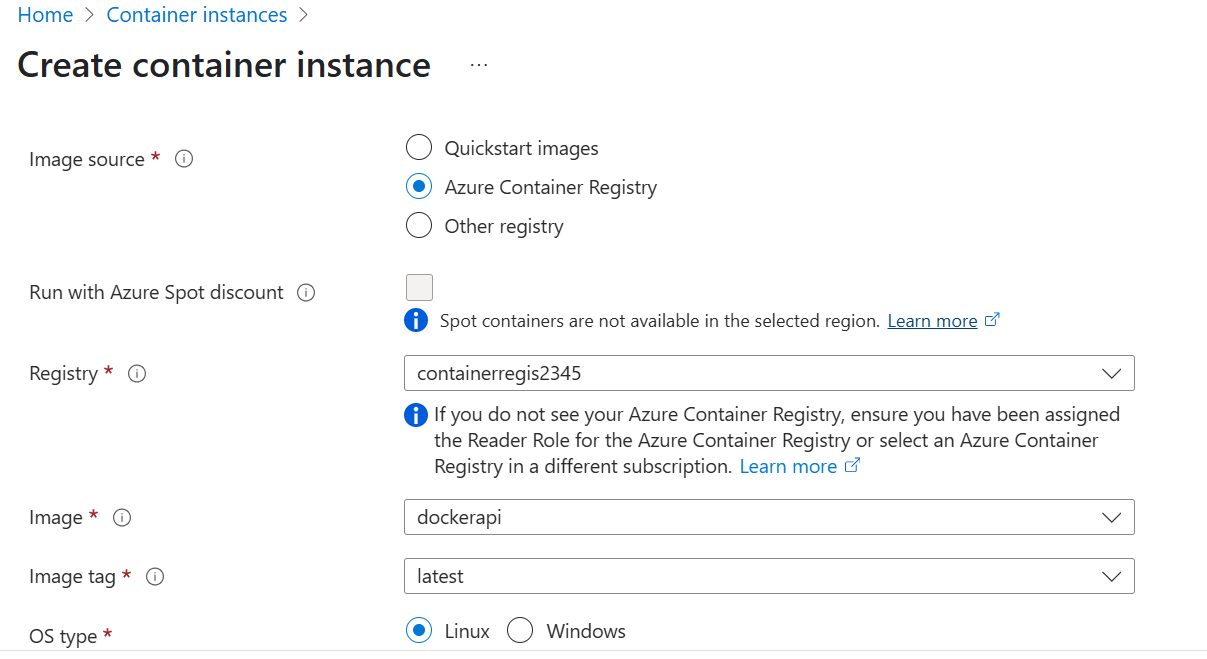 Home > Container instances >
Create container instance ...
Image source *
Quickstart images
Azure Container Registry
Other registry
Run with Azure Spot discount
Spot containers are not available in the selected region. Learn more
Registry *
containerregis2345
If you do not see your Azure Container Registry, ensure you have been assigned
the Reader Role for the Azure Container Registry or select an Azure Container
Registry in a different subscription. Learn more
Image *
dockerapi
Image tag *
latest
OS type *
Linux
Windows